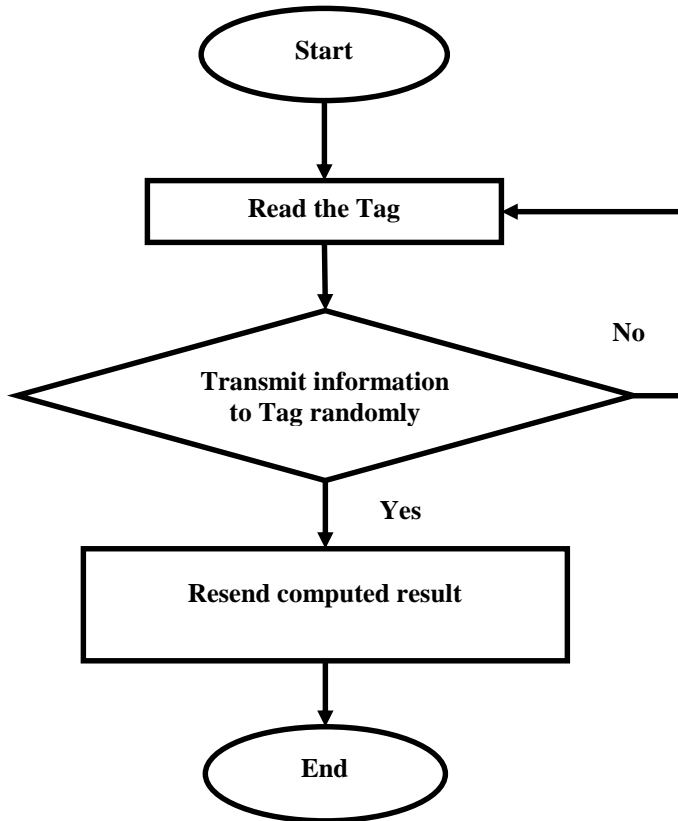 Start
Read the Tag
No
Transmit information
to Tag randomly
Yes
Resend computed result
End